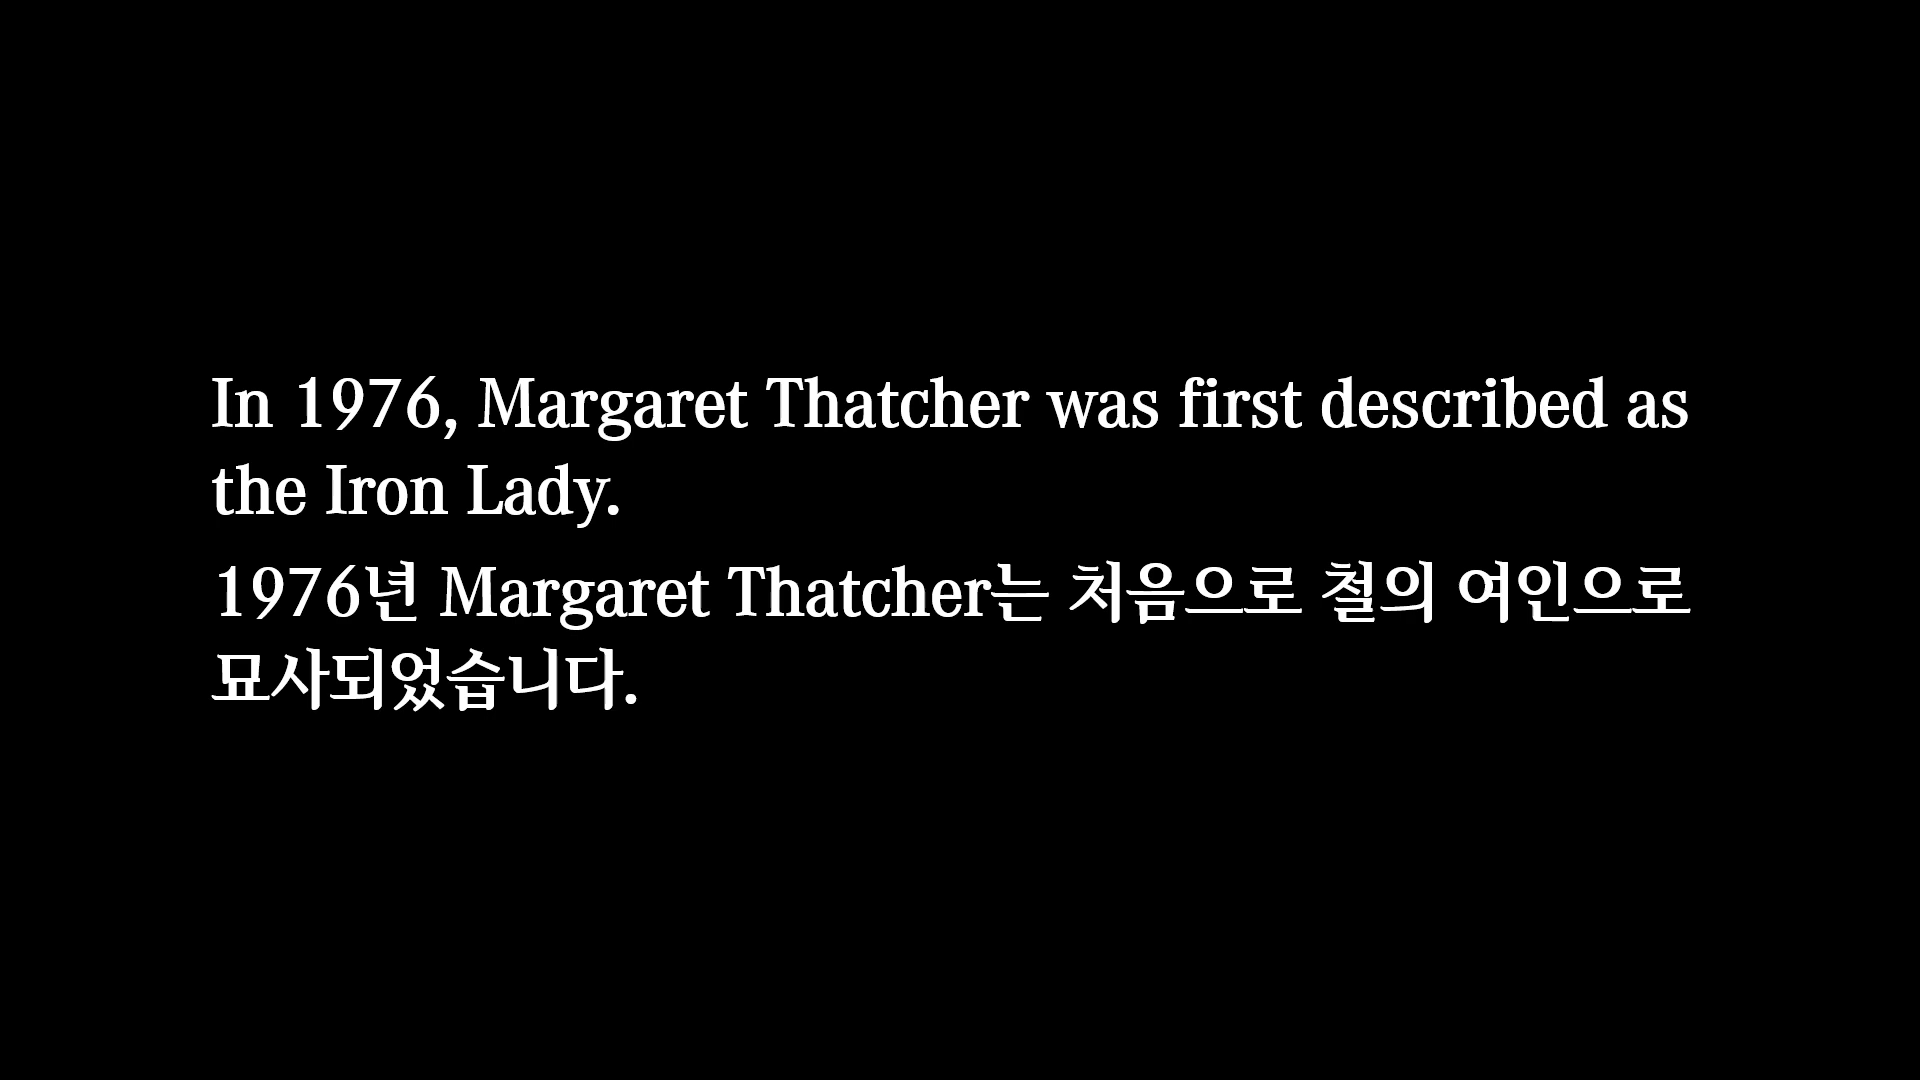 In 1976, Margaret Thatcher was first described as
the Iron Lady.
1976년 Margaret Thatcher는 처음으로 철의 여인으로
묘사되었습니다.